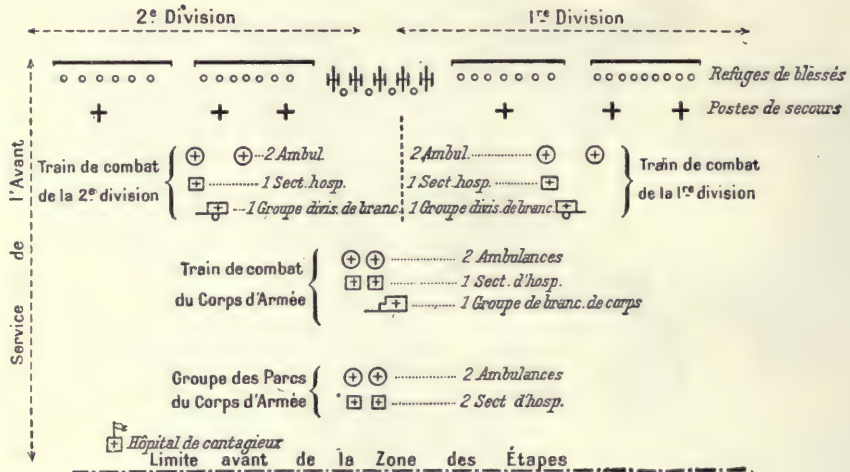 2e Division
1re Division
Refuges de blessés
Postes de secours
Train de combat
de la 2e division
2 Ambul.
1 Sect. hosp.
1 Groupe divis. de branc.
2 Ambul.
1 Sect. hosp.
1 Groupe divis. de branc.
Train de combat
de la 1re division
Train de combat
du Corps d'Armée
2 Ambulances
1 Sect. d'hosp.
1 Groupe de branc. de corps
Groupe des Parcs
du Corps d'Armée
2 Ambulances
2 Sect d'hosp.
Hôpital de contagieux
Limite avant de la Zone des Étapes
Service de l'Avant